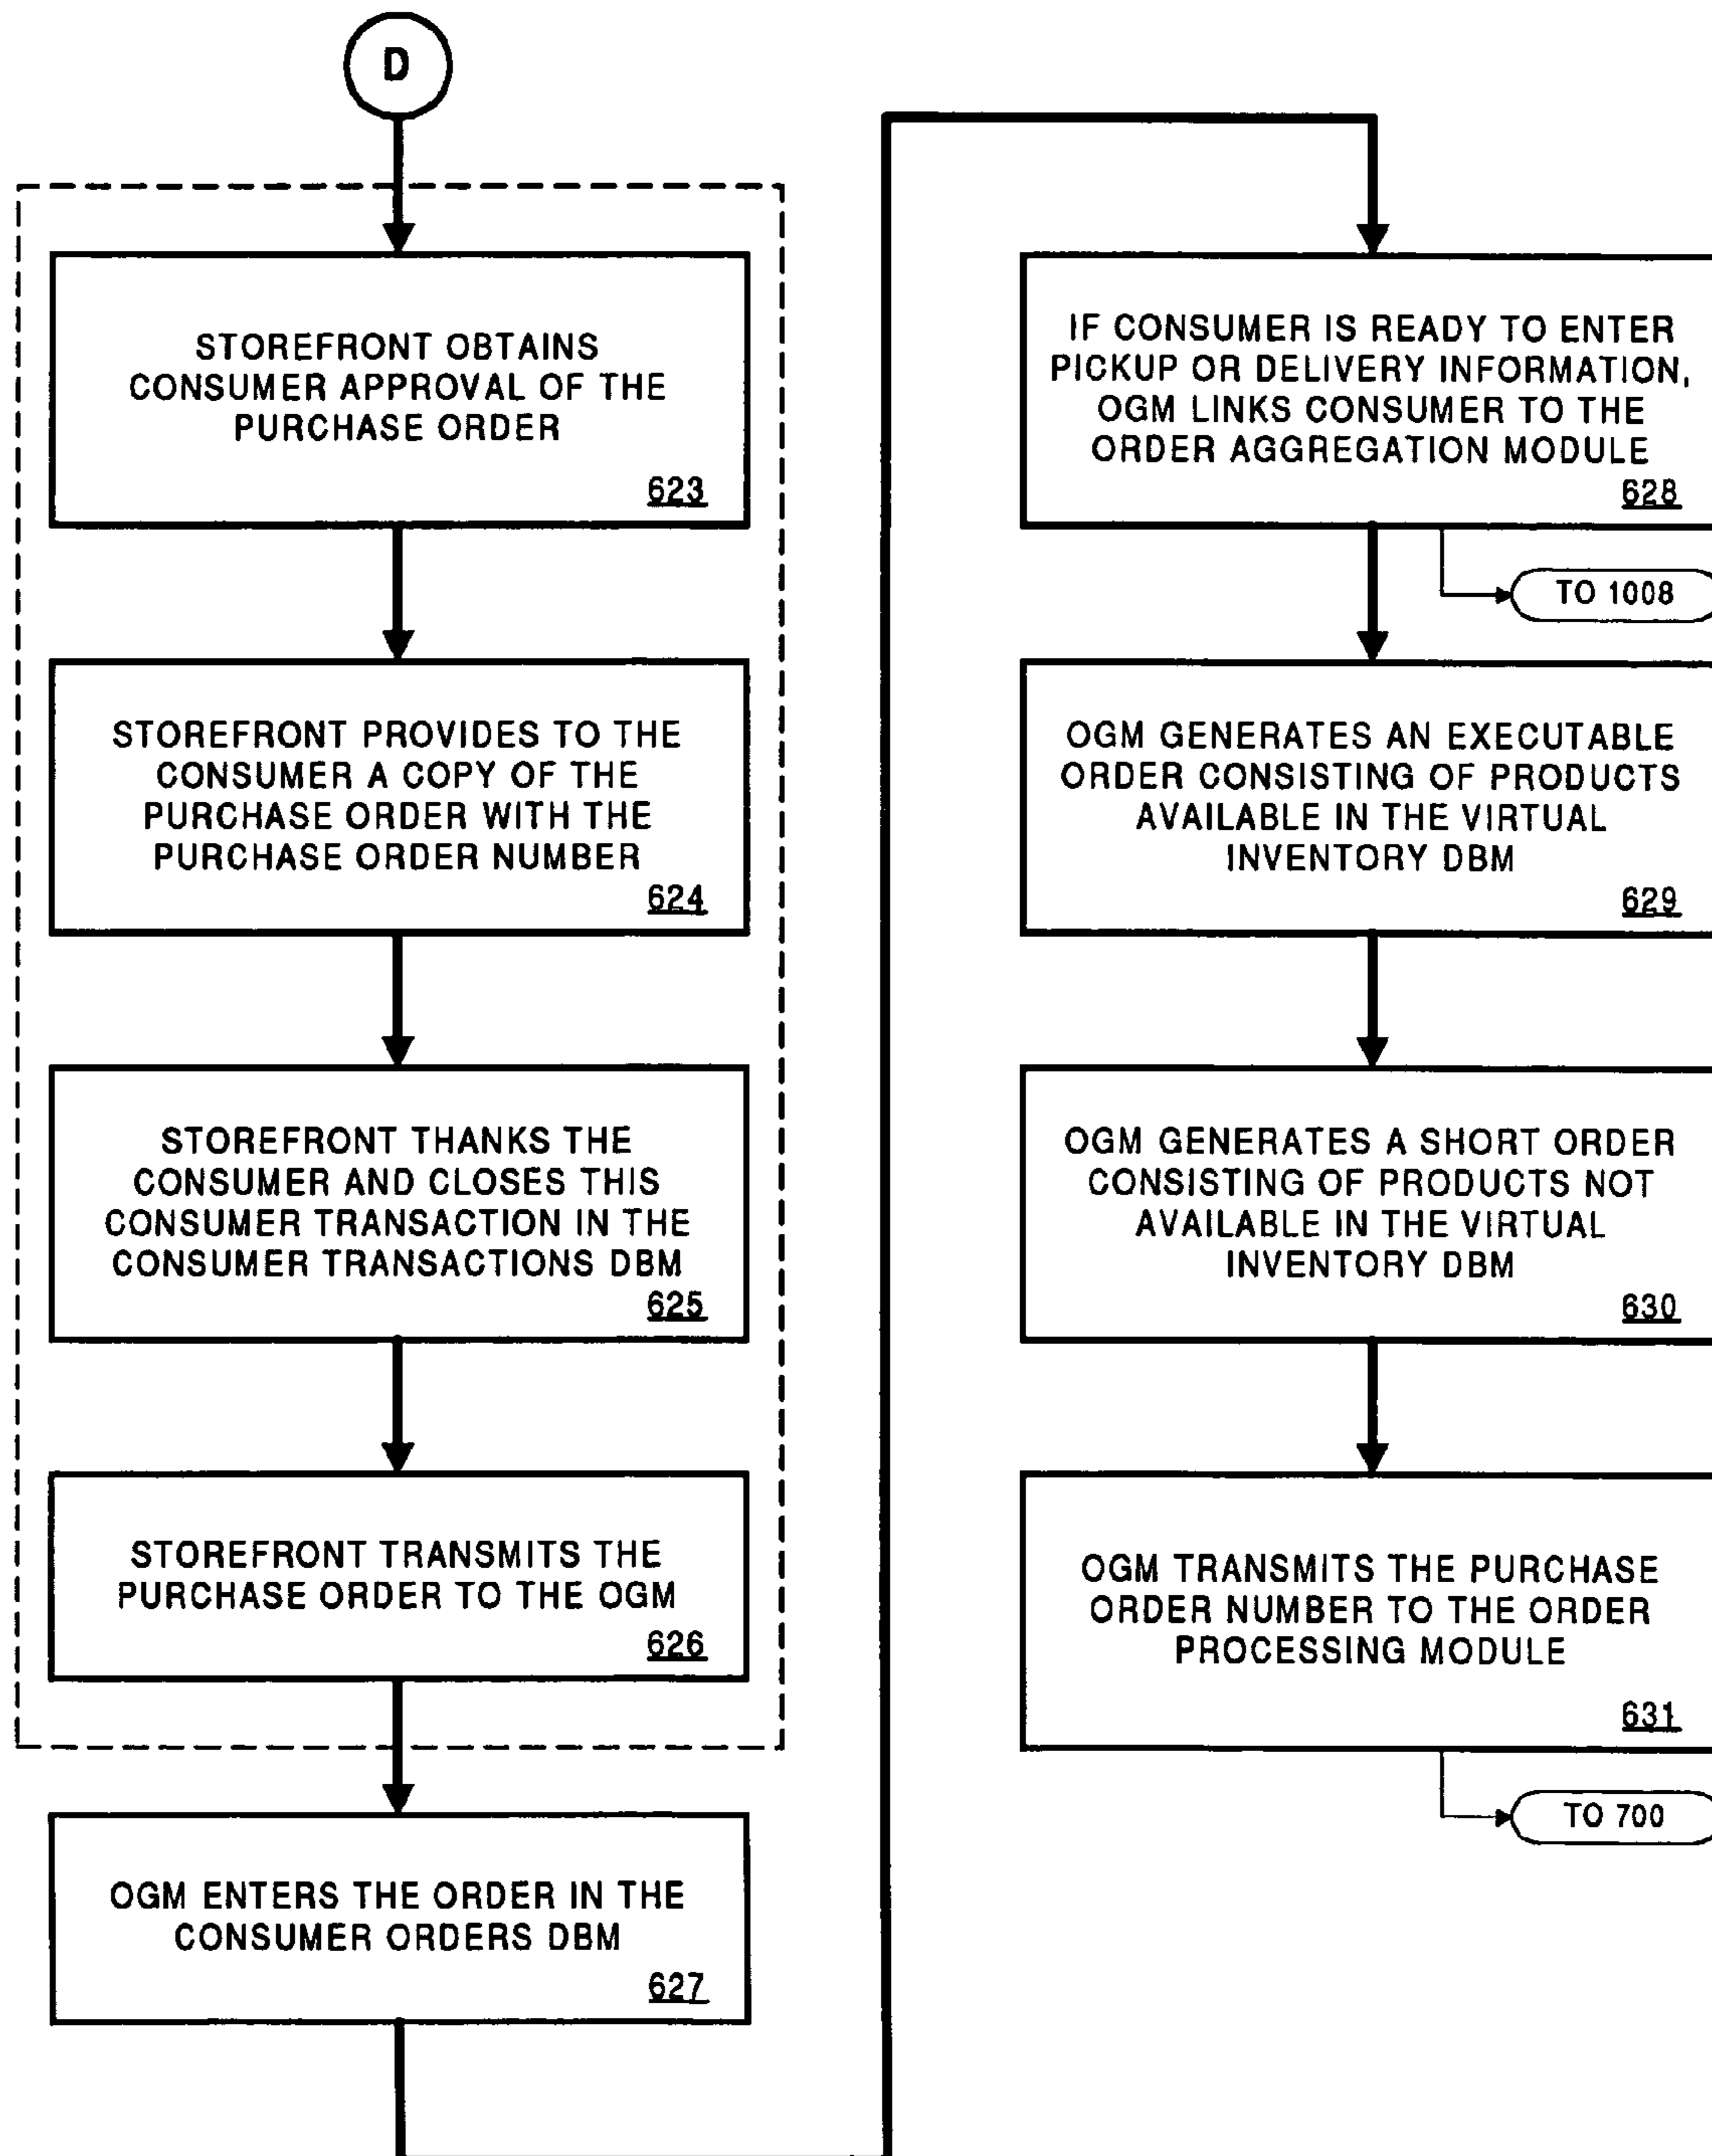 D
STOREFRONT OBTAINS
CONSUMER APPROVAL OF THE
PURCHASE ORDER
623
STOREFRONT PROVIDES TO THE
CONSUMER A COPY OF THE
PURCHASE ORDER WITH THE
PURCHASE ORDER NUMBER
624
STOREFRONT THANKS THE
CONSUMER AND CLOSES THIS
CONSUMER TRANSACTION IN THE
CONSUMER TRANSACTIONS DBM
625
STOREFRONT TRANSMITS THE
PURCHASE ORDER TO THE OGM
626
OGM ENTERS THE ORDER IN THE
CONSUMER ORDERS DBM
627
IF CONSUMER IS READY TO ENTER
PICKUP OR DELIVERY INFORMATION,
OGM LINKS CONSUMER TO THE
ORDER AGGREGATION MODULE
628
TO 1008
OGM GENERATES AN EXECUTABLE
ORDER CONSISTING OF PRODUCTS
AVAILABLE IN THE VIRTUAL
INVENTORY DBM
629
OGM GENERATES A SHORT ORDER
CONSISTING OF PRODUCTS NOT
AVAILABLE IN THE VIRTUAL
INVENTORY DBM
630
OGM TRANSMITS THE PURCHASE
ORDER NUMBER TO THE ORDER
PROCESSING MODULE
631
TO 700